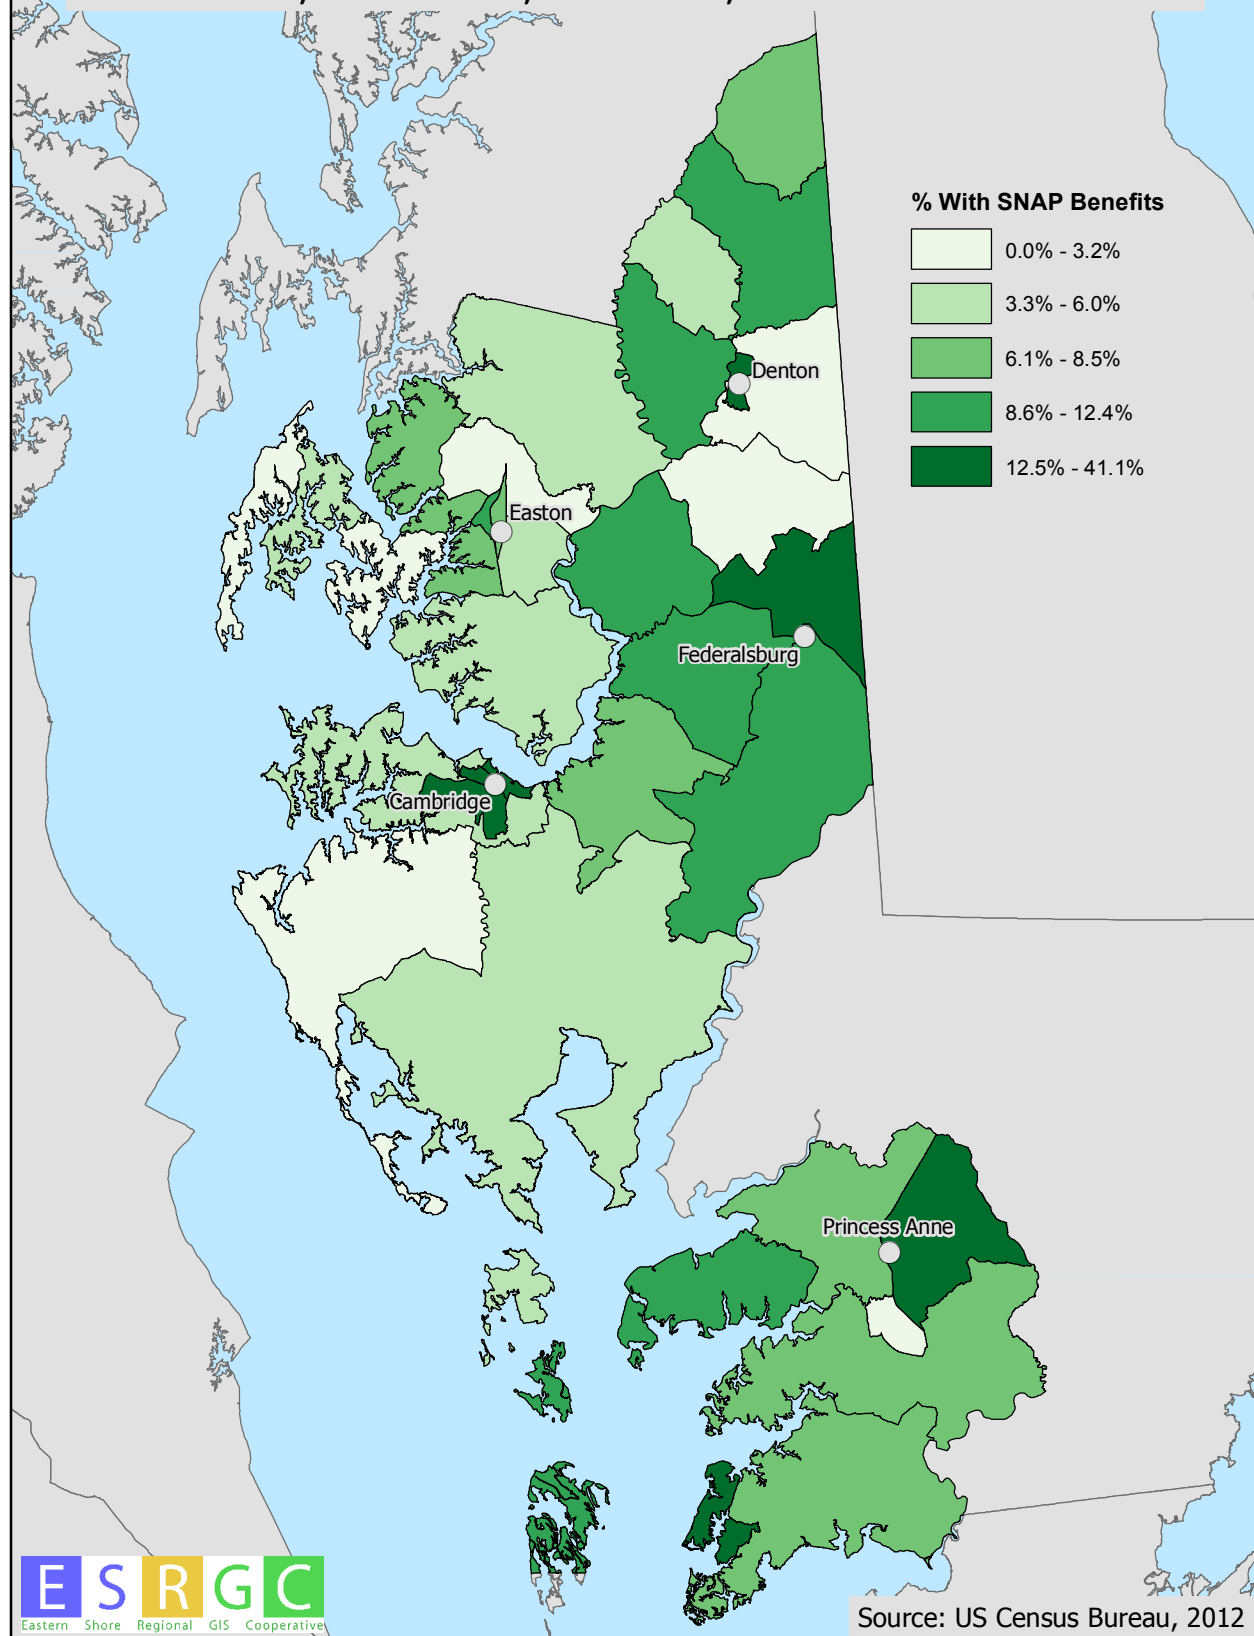 % With SNAP Benefits
0.0% - 3.2%
3.3% - 6.0%
6.1% - 8.5%
8.6% - 12.4%
12.5% - 41.1%
Denton
Easton
Federalsburg
Cambridge
Princess Anne
ESRGC
Eastern Shore Regional GIS Cooperative
Source: US Census Bureau, 2012